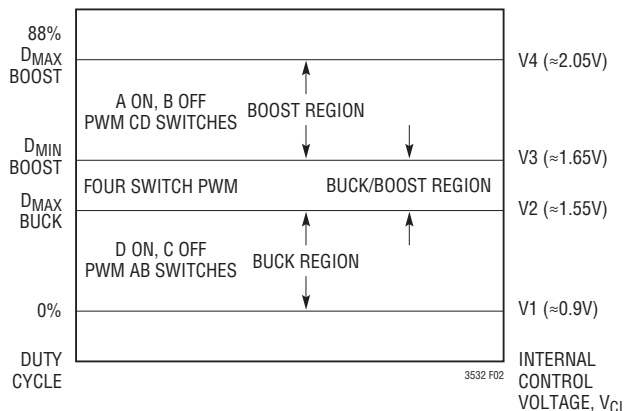 88%
DMAX
BOOST
V4 (≈2.05V)
A ON, B OFF
PWM CD SWITCHES
BOOST REGION
DMIN
BOOST
V3 (≈1.65V)
FOUR SWITCH PWM
BUCK/BOOST REGION
DMAX
BUCK
V2 (≈1.55V)
D ON, C OFF
PWM AB SWITCHES
BUCK REGION
0%
V1 (≈0.9V)
DUTY
CYCLE
3532 F02
INTERNAL
CONTROL
VOLTAGE, VCI